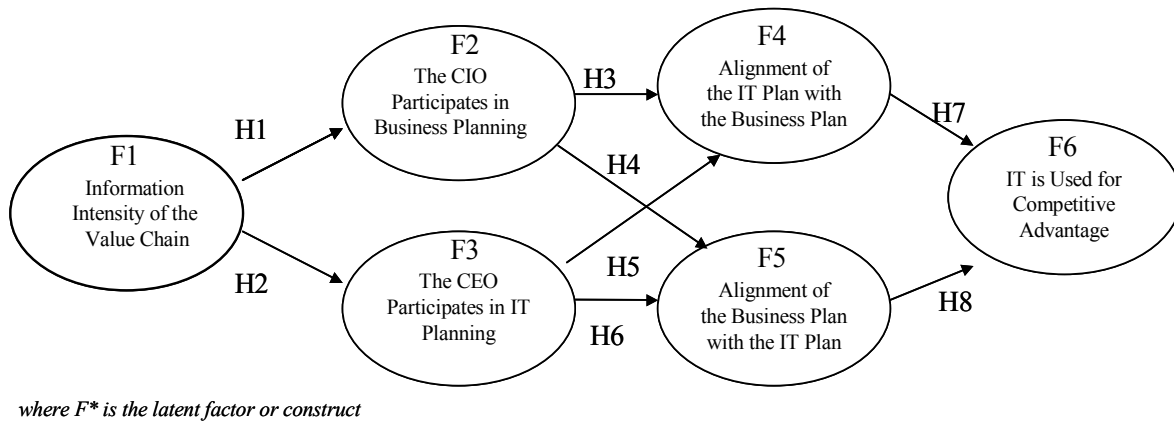 F1
Information
Intensity of the
Value Chain
H1
H2
F2
The CIO
Participates in
Business Planning
F3
The CEO
Participates in IT
Planning
H3
H4
H5
H6
F4
Alignment of
the IT Plan with
the Business Plan
F5
Alignment of
the Business Plan
with the IT Plan
H7
H8
F6
IT is Used for
Competitive
Advantage
where F* is the latent factor or construct